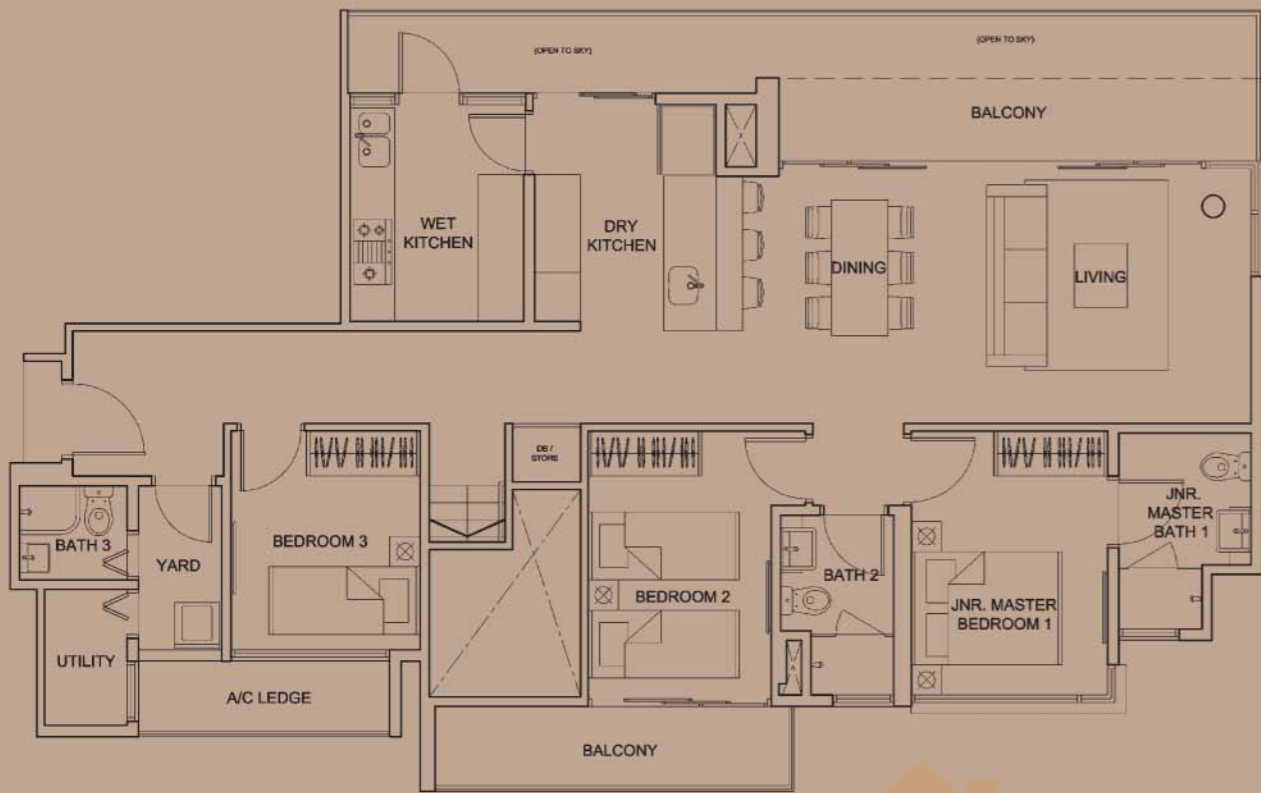 (OPEN TO SKY)
(OPEN TO SKY)
BALCONY
WET
KITCHEN
DRY
KITCHEN
DINING
LIVING
DB /
STORE
BATH 3
YARD
BEDROOM 3
BEDROOM 2
BATH 2
JNR. MASTER
BEDROOM 1
JNR.
MASTER
BATH 1
UTILITY
A/C LEDGE
BALCONY